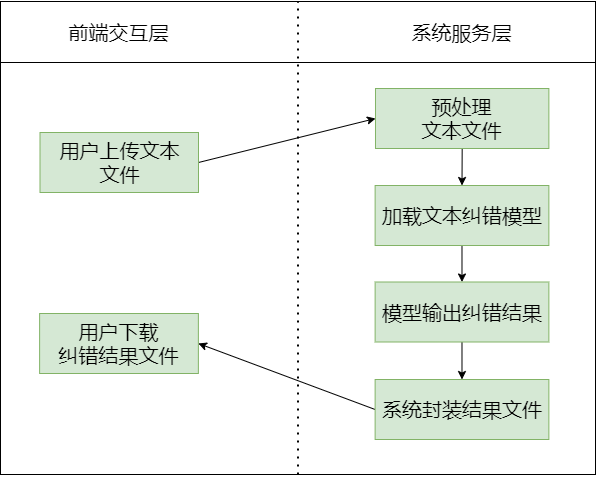 前端交互层
系统服务层
用户上传文本
文件
预处理
文本文件
加载文本纠错模型
模型输出纠错结果
系统封装结果文件
用户下载
纠错结果文件